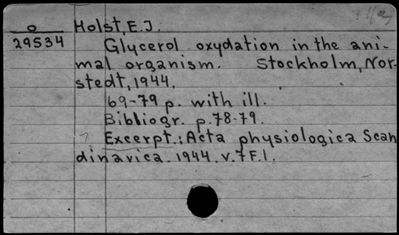 o Holst, E.J.
29534 Glycerol oxydation in the ani-
mal organism. Stockholm, Nor-
stedt, 1944.
69-79 p. with ill.
Bibliogr. p.78-79.
Excerpt.: Acta physiologica Scan
dinavica. 1944. v.7 F.1.